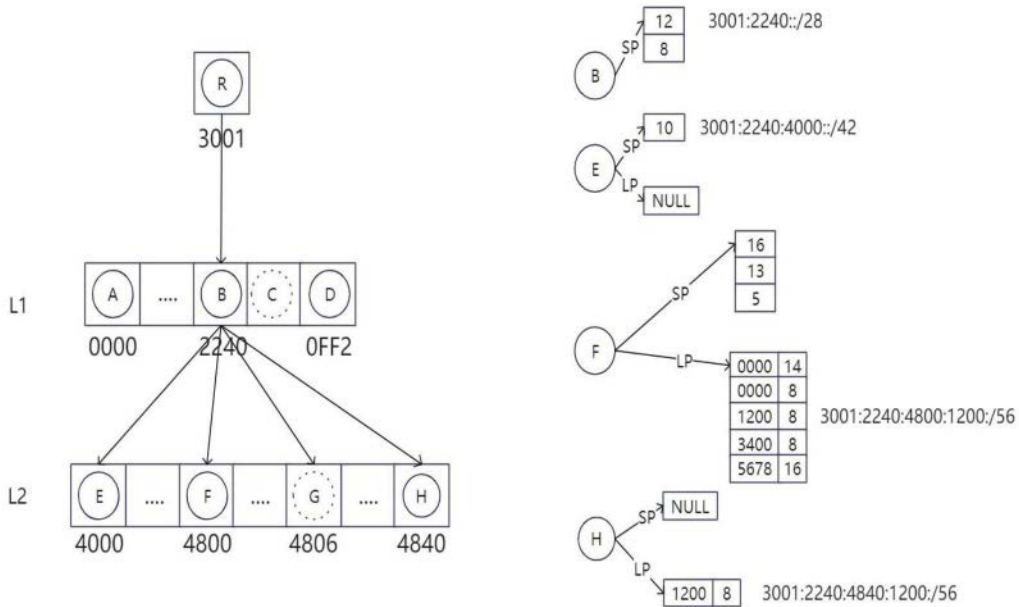 R
3001
L1
A
....
B
C
D
0000
2240
0FF2
L2
E
....
F
....
G
....
H
4000
4800
4806
4840
B
SP
12
8
3001:2240::/28
E
SP
10
3001:2240:4000::/42
LP
NULL
F
SP
16
13
5
LP
0000 14
0000 8
1200 8
3001:2240:4800:1200:/56
3400 8
5678 16
H
SP
NULL
LP
1200 8
3001:2240:4840:1200:/56